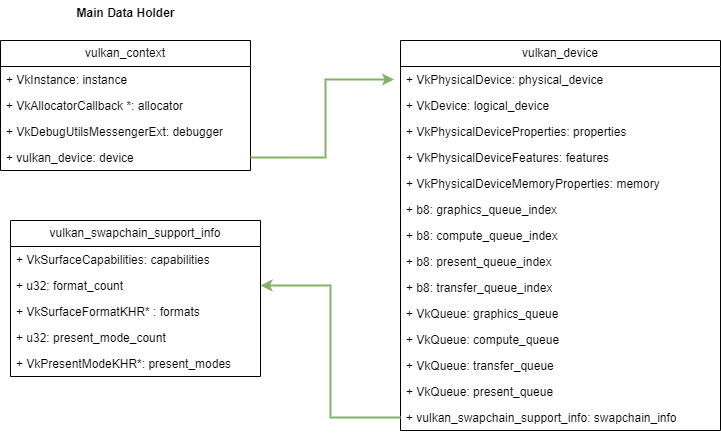 Main Data Holder
vulkan_context
+ VkInstance: instance
+ VkAllocatorCallback *: allocator
+ VkDebugUtilsMessengerExt: debugger
+ vulkan_device: device
vulkan_device
+ VkPhysicalDevice: physical_device
+ VkDevice: logical_device
+ VkPhysicalDeviceProperties: properties
+ VkPhysicalDeviceFeatures: features
+ VkPhysicalDeviceMemoryProperties: memory
+ b8: graphics_queue_index
+ b8: compute_queue_index
+ b8: present_queue_index
+ b8: transfer_queue_index
+ VkQueue: graphics_queue
+ VkQueue: compute_queue
+ VkQueue: transfer_queue
+ VkQueue: present_queue
+ vulkan_swapchain_support_info: swapchain_info
vulkan_swapchain_support_info
+ VkSurfaceCapabilities: capabilities
+ u32: format_count
+ VkSurfaceFormatKHR* : formats
+ u32: present_mode_count
+ VkPresentModeKHR*: present_modes